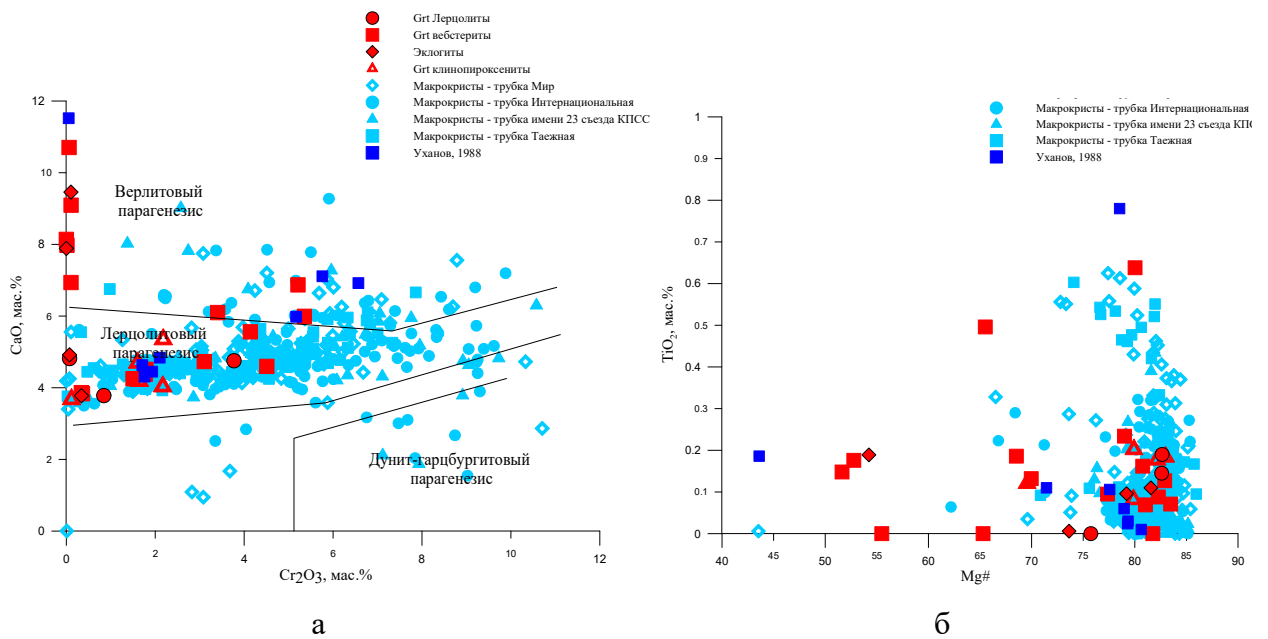 Grt Лерцолиты
Grt вебстериты
Эклогиты
Grt клинопироксениты
Макрокристы - трубка Мир
Макрокристы - трубка Интернациональная
Макрокристы - трубка имени 23 съезда КПСС
Макрокристы - трубка Таежная
Уханов, 1988
12
10
8
6
4
2
0
CaO, мас.%
Верлитовый
парагенезис
Лерцолитовый
парагенезис
Дунит-гарцбургитовый
парагенезис
0 2 4 6 8 10 12
Cr2O3, мас.%
а
Макрокристы - трубка Интернациональная
Макрокристы - трубка имени 23 съезда КПС
Макрокристы - трубка Таежная
Уханов, 1988
1
0.9
0.8
0.7
0.6
0.5
0.4
0.3
0.2
0.1
0
TiO2, мас.%
40 45 50 55 60 65 70 75 80 85 90
Mg#
б